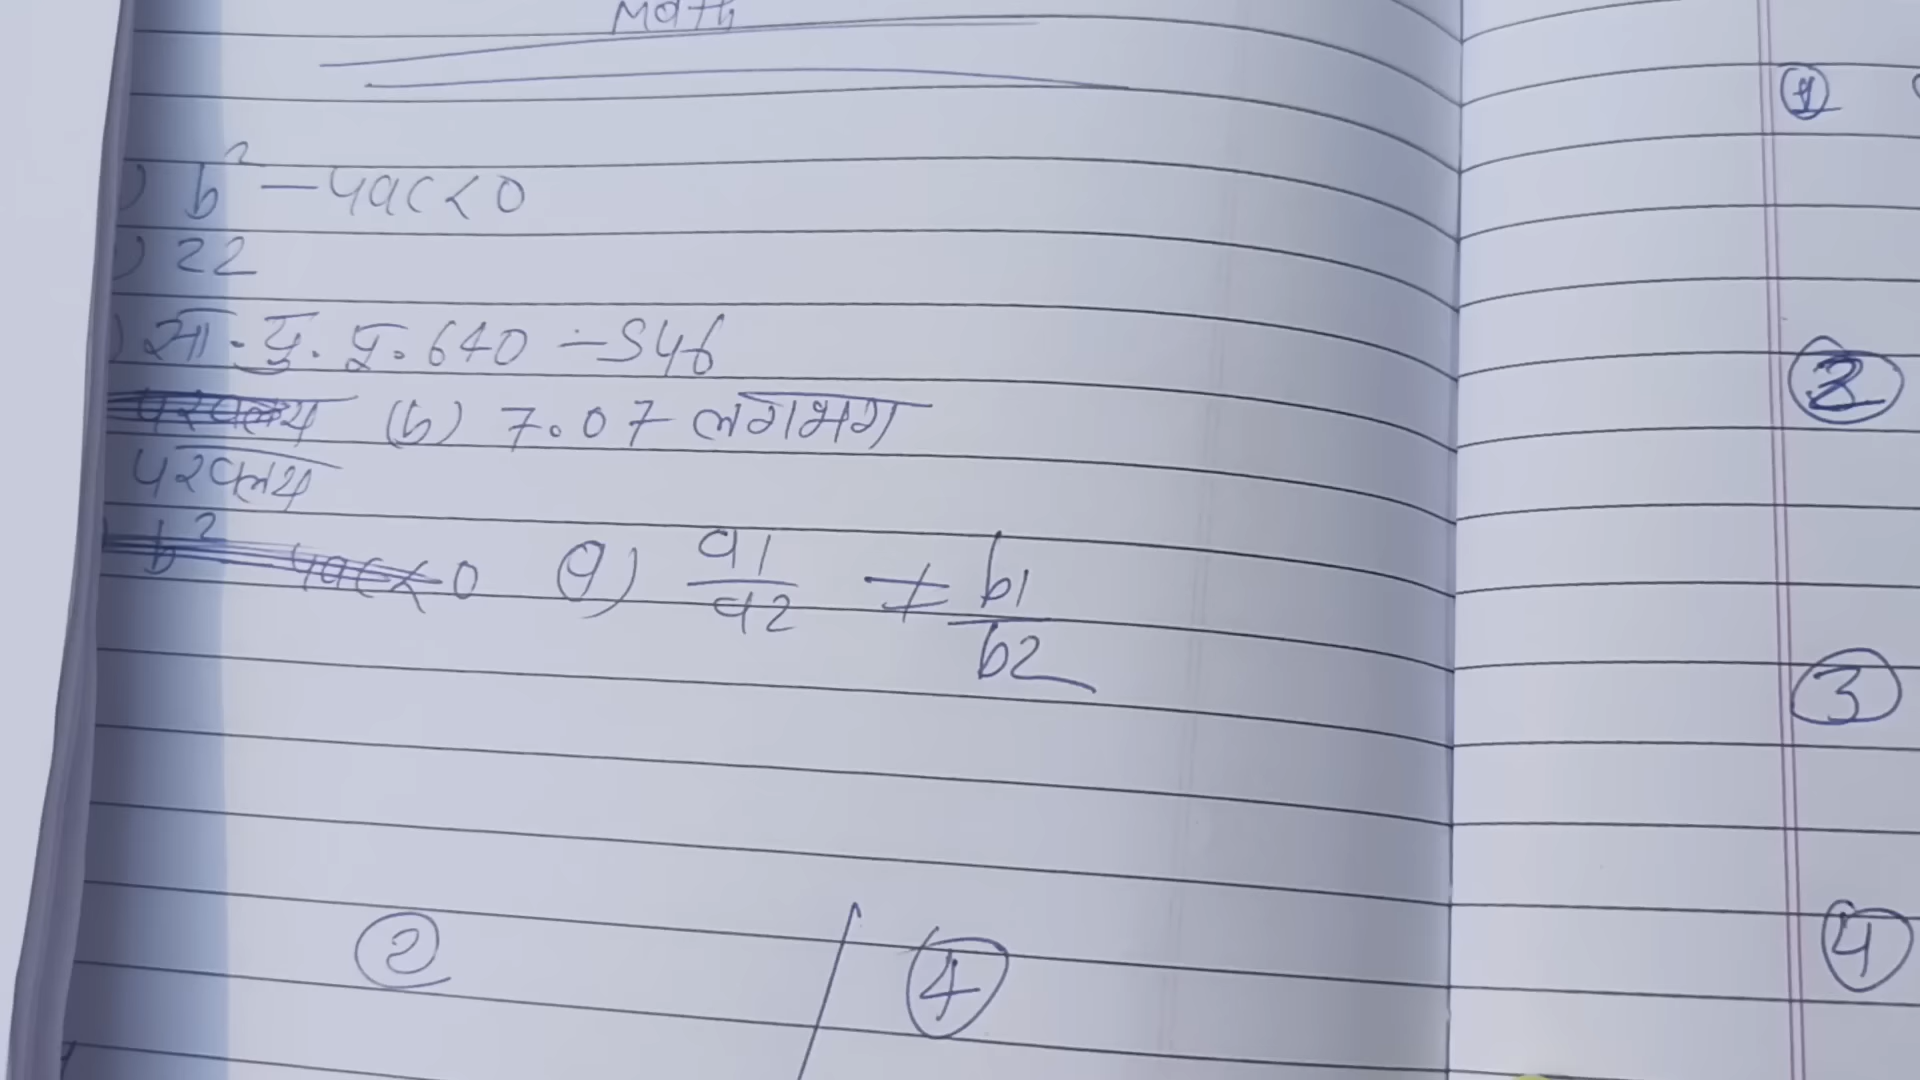 Math
) b² – 4ac < 0
) 22
) सा. पु. पृ. 640 – 546
(b) 7.07 लगभग
परवलय
b² 4ac < 0 a) a1/a2 ≠ b1/b2
2 / 4
1
2
3
4